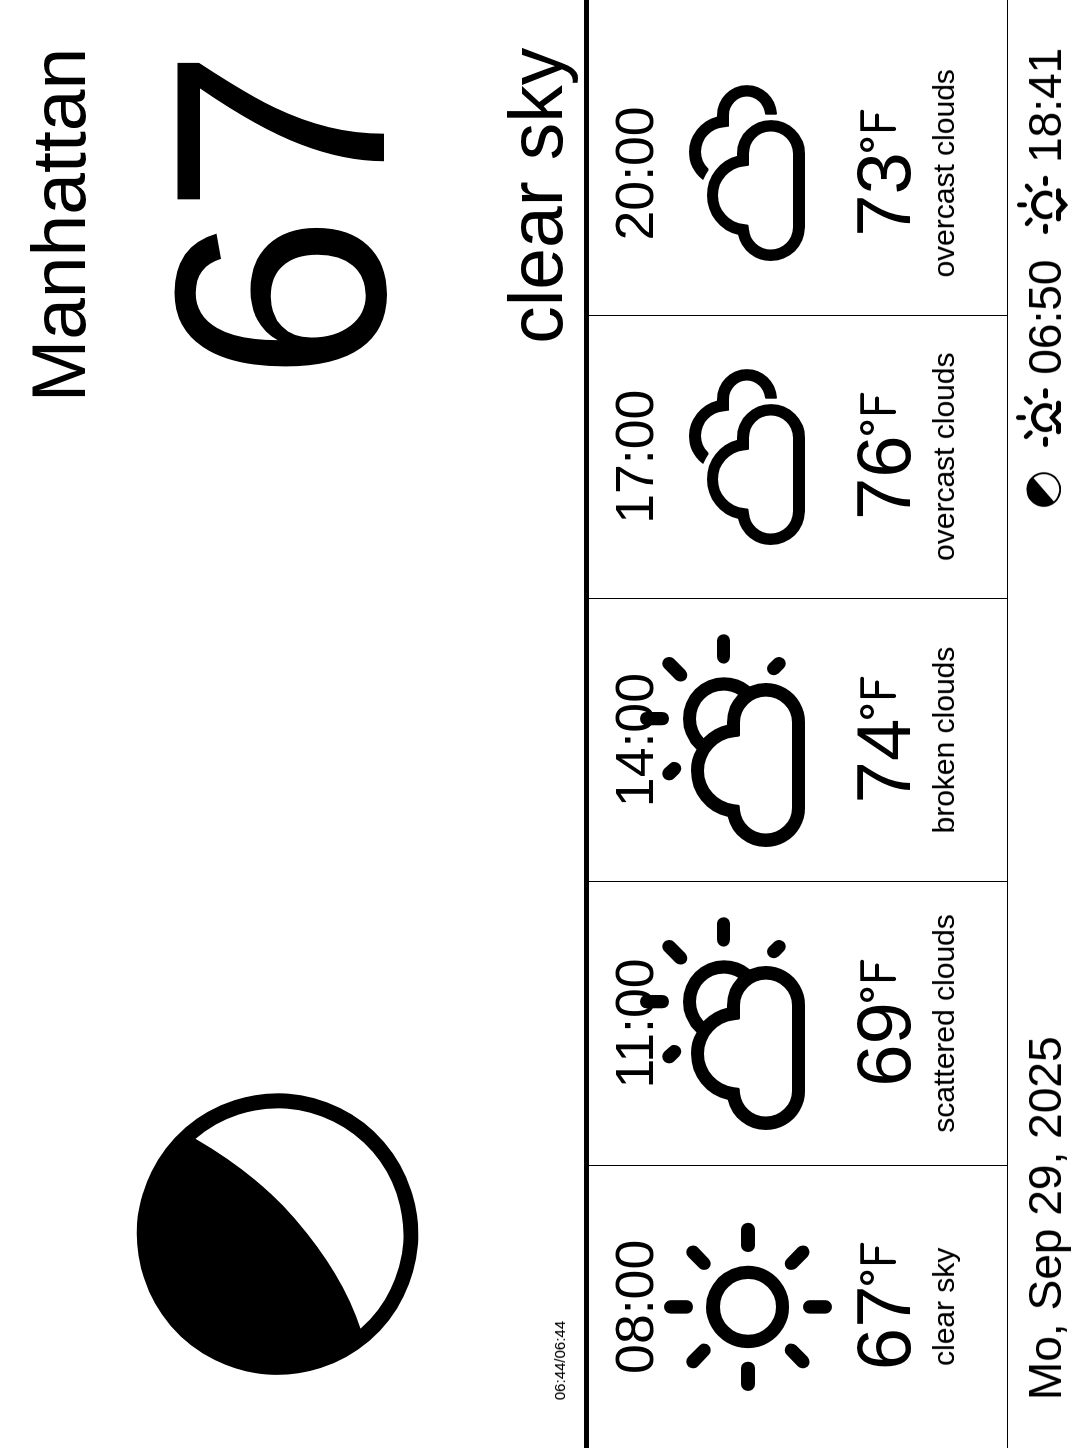 Manhattan
67
clear sky
06:44/06:44
08:00
67°F
clear sky
11:00
69°F
scattered clouds
14:00
74°F
broken clouds
17:00
76°F
overcast clouds
20:00
73°F
overcast clouds
Mo, Sep 29, 2025
06:50
18:41